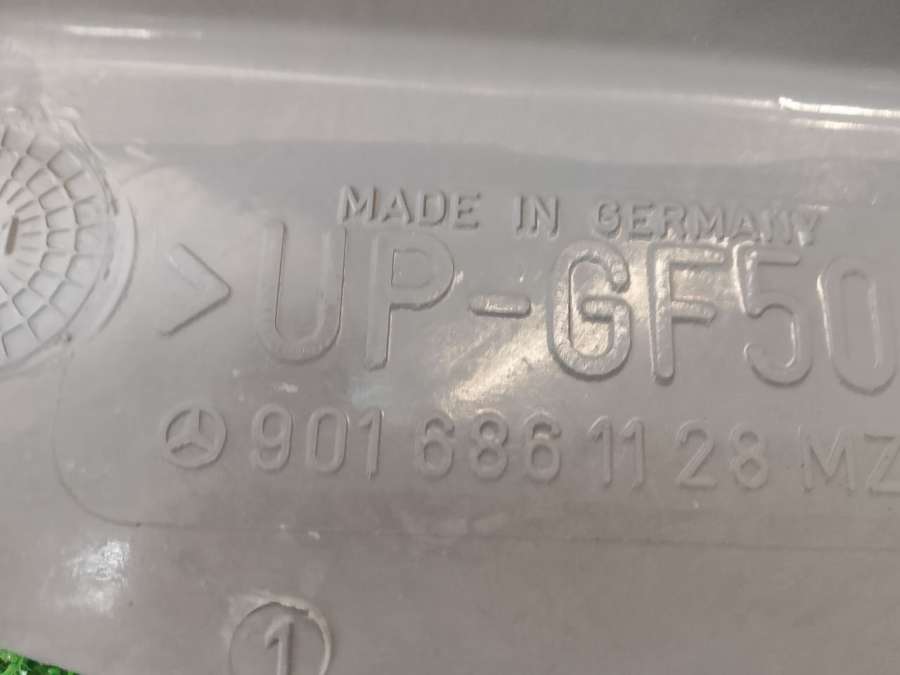 MADE IN GERMANY
>UP-GF50
901 686 11 28 MZ
1